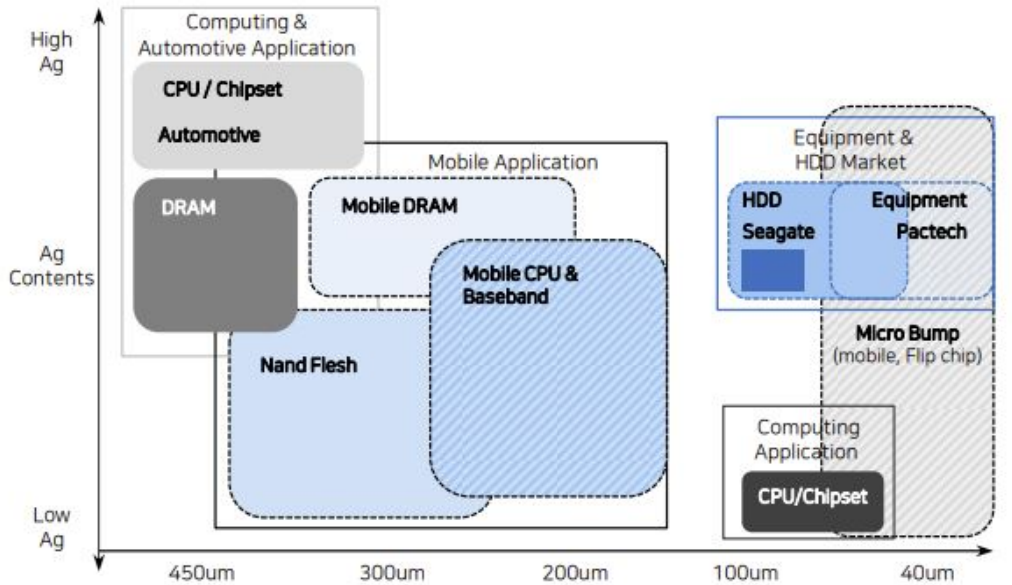 High
Ag
Ag
Contents
Low
Ag
Computing &
Automotive Application
CPU / Chipset
Automotive
DRAM
Mobile Application
Mobile DRAM
Mobile CPU &
Baseband
Nand Flesh
Equipment &
HDD Market
HDD
Seagate
Equipment
Pactech
Micro Bump
(mobile, Flip chip)
Computing
Application
CPU/Chipset
450um
300um
200um
100um
40um